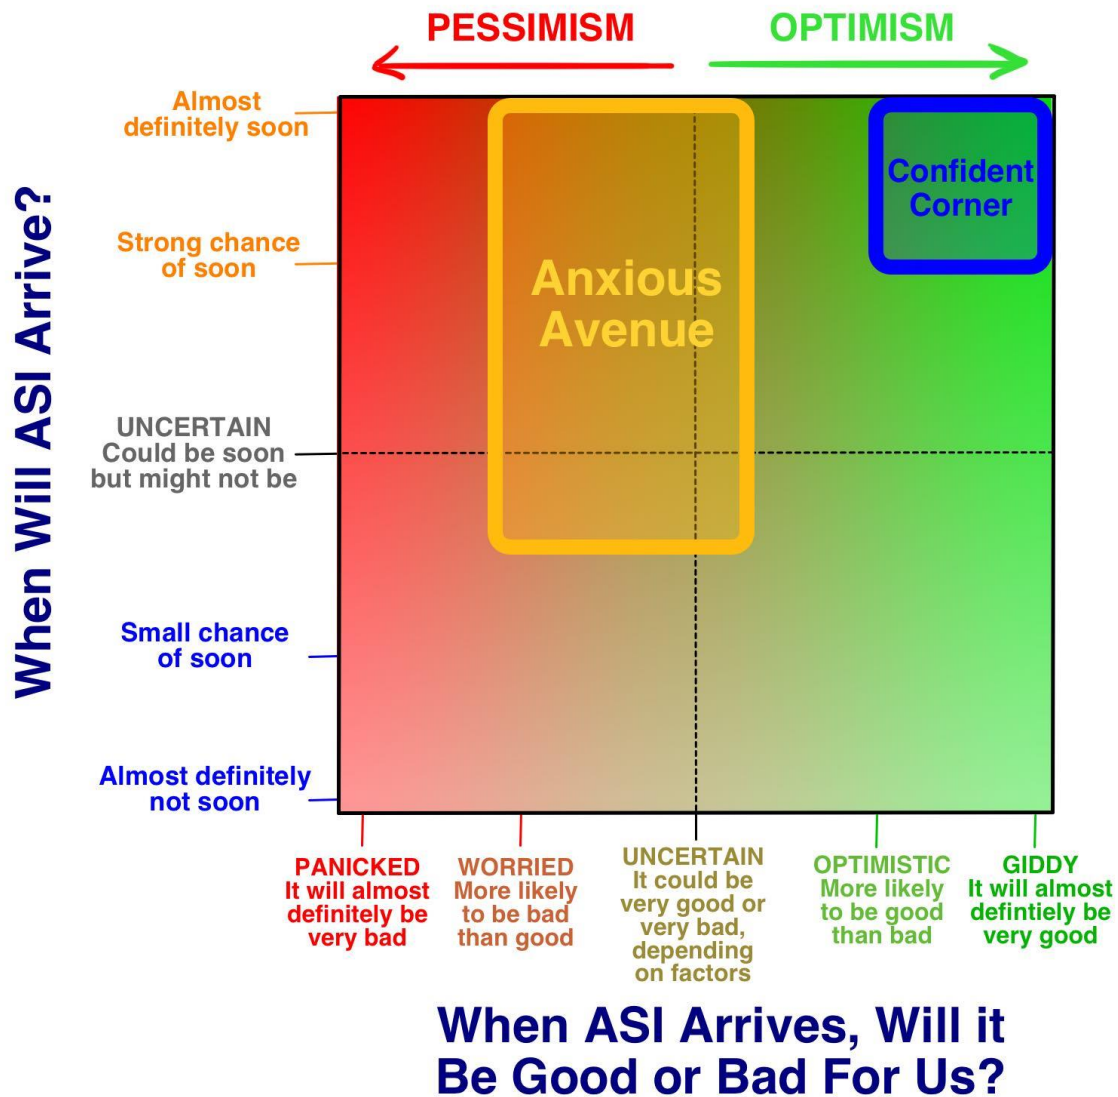 PESSIMISM
OPTIMISM
Almost
definitely soon
Strong chance
of soon
UNCERTAIN
Could be soon
but might not be
Small chance
of soon
Almost definitely
not soon
When Will ASI Arrive?
Anxious
Avenue
Confident
Corner
PANICKED
It will almost
definitely be
very bad
WORRIED
More likely
to be bad
than good
UNCERTAIN
It could be
very good or
very bad,
depending
on factors
OPTIMISTIC
More likely
to be good
than bad
GIDDY
It will almost
defintiely be
very good
When ASI Arrives, Will it
Be Good or Bad For Us?